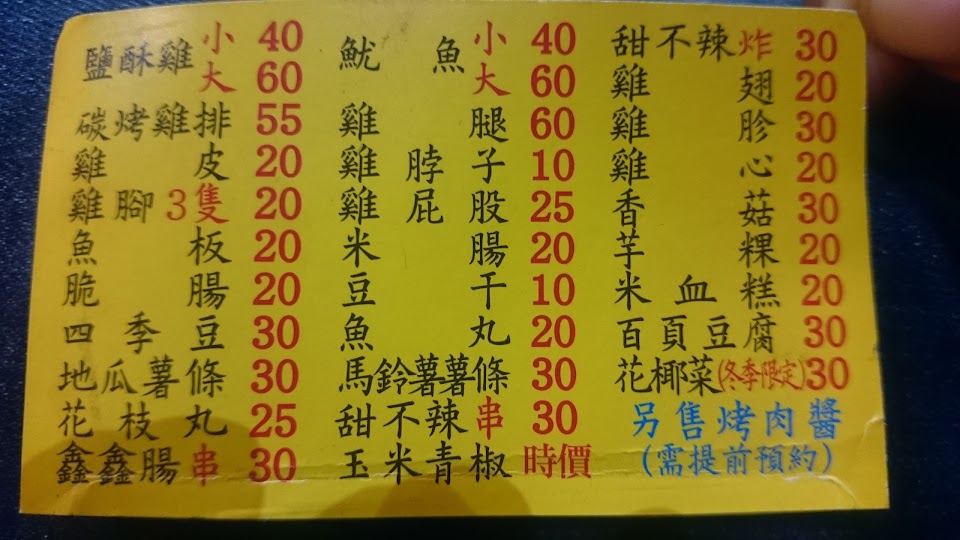 鹽酥雞小 40
大 60
碳烤雞排 55
雞皮 20
雞腳3隻 20
魚板 20
脆腸 20
四季豆 30
地瓜薯條 30
花枝丸 25
鑫鑫腸串 30
魷魚小 40
大 60
雞腿 60
雞脖子 10
雞屁股 25
米腸 20
豆干 10
魚丸 20
馬鈴薯薯條 30
甜不辣串 30
玉米青椒 時價
甜不辣炸 30
雞翅 20
雞胗 30
雞心 20
香菇 30
芋粿 20
米血糕 20
百頁豆腐 30
花椰菜(冬季限定) 30
另售烤肉醬
(需提前預約)